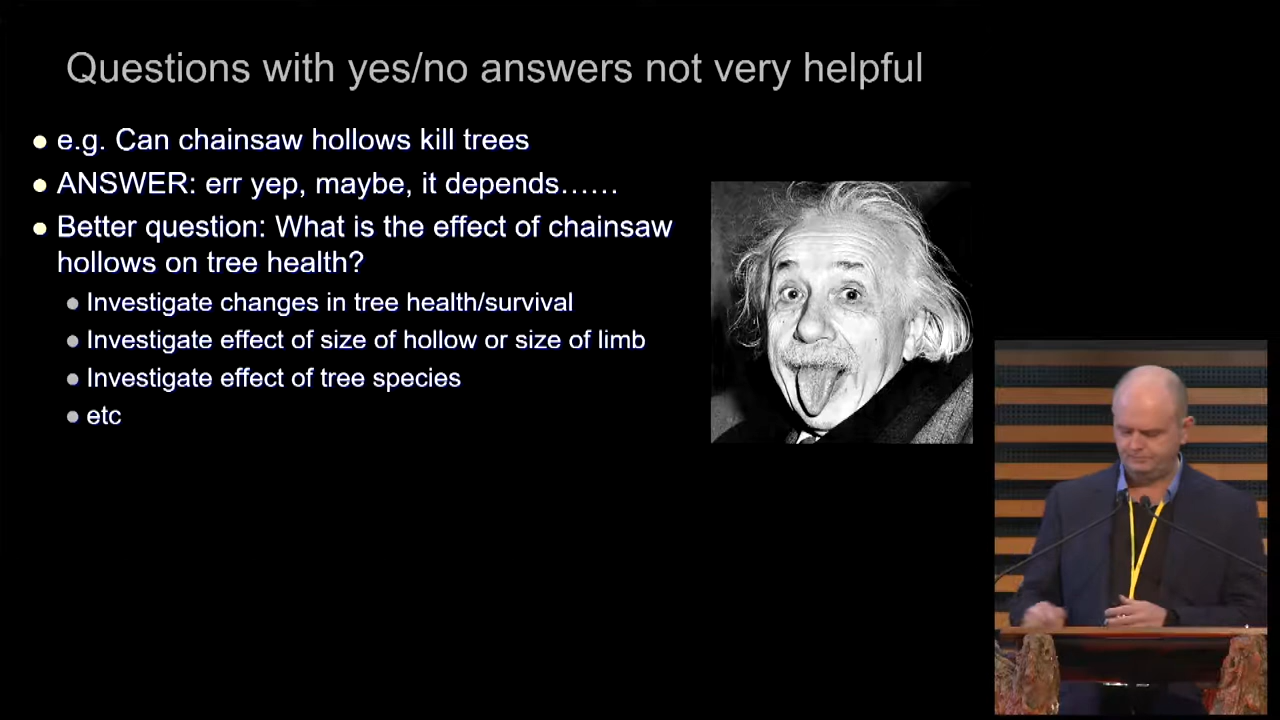 Questions with yes/no answers not very helpful
e.g. Can chainsaw hollows kill trees
ANSWER: err yep, maybe, it depends……
Better question: What is the effect of chainsaw
hollows on tree health?
Investigate changes in tree health/survival
Investigate effect of size of hollow or size of limb
Investigate effect of tree species
etc